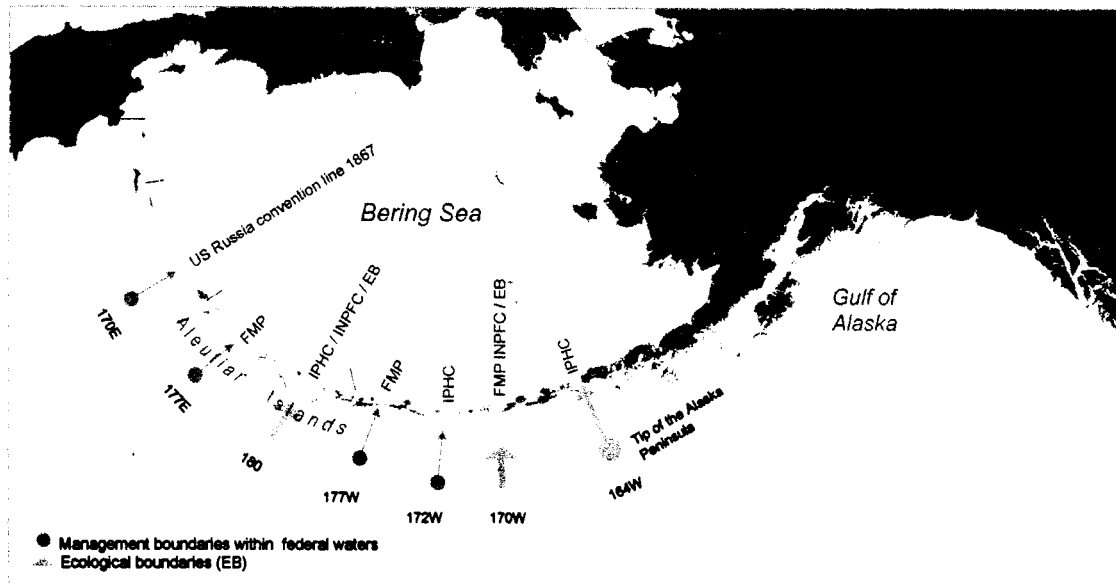 US Russia convention line 1867
Bering Sea
170E
Aleutian
Islands
FMP
IPHC / INPFC / EB
FMP
IPHC
FMP INPFC / EB
IPHC
Gulf of
Alaska
177E
180
177W
172W
170W
164W
Tip of the Alaska
Peninsula
Management boundaries within federal waters
Ecological boundaries (EB)